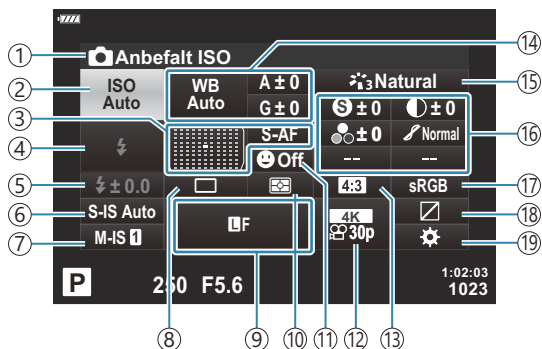 ① Anbefalt ISO
② ISO Auto
WB Auto
A ± 0
G ± 0
⑭
3 Natural
⑮
③
S-AF
Off
④
S ± 0
± 0
± 0
Normal
--
--
⑯
⑤ ± 0.0
4:3
sRGB
⑰
⑥ S-IS Auto
L F
4K
30p
⑱
⑦ M-IS 1
⑲
P
250 F5.6
1:02:03
1023
⑧
⑨
⑩
⑪
⑫
⑬